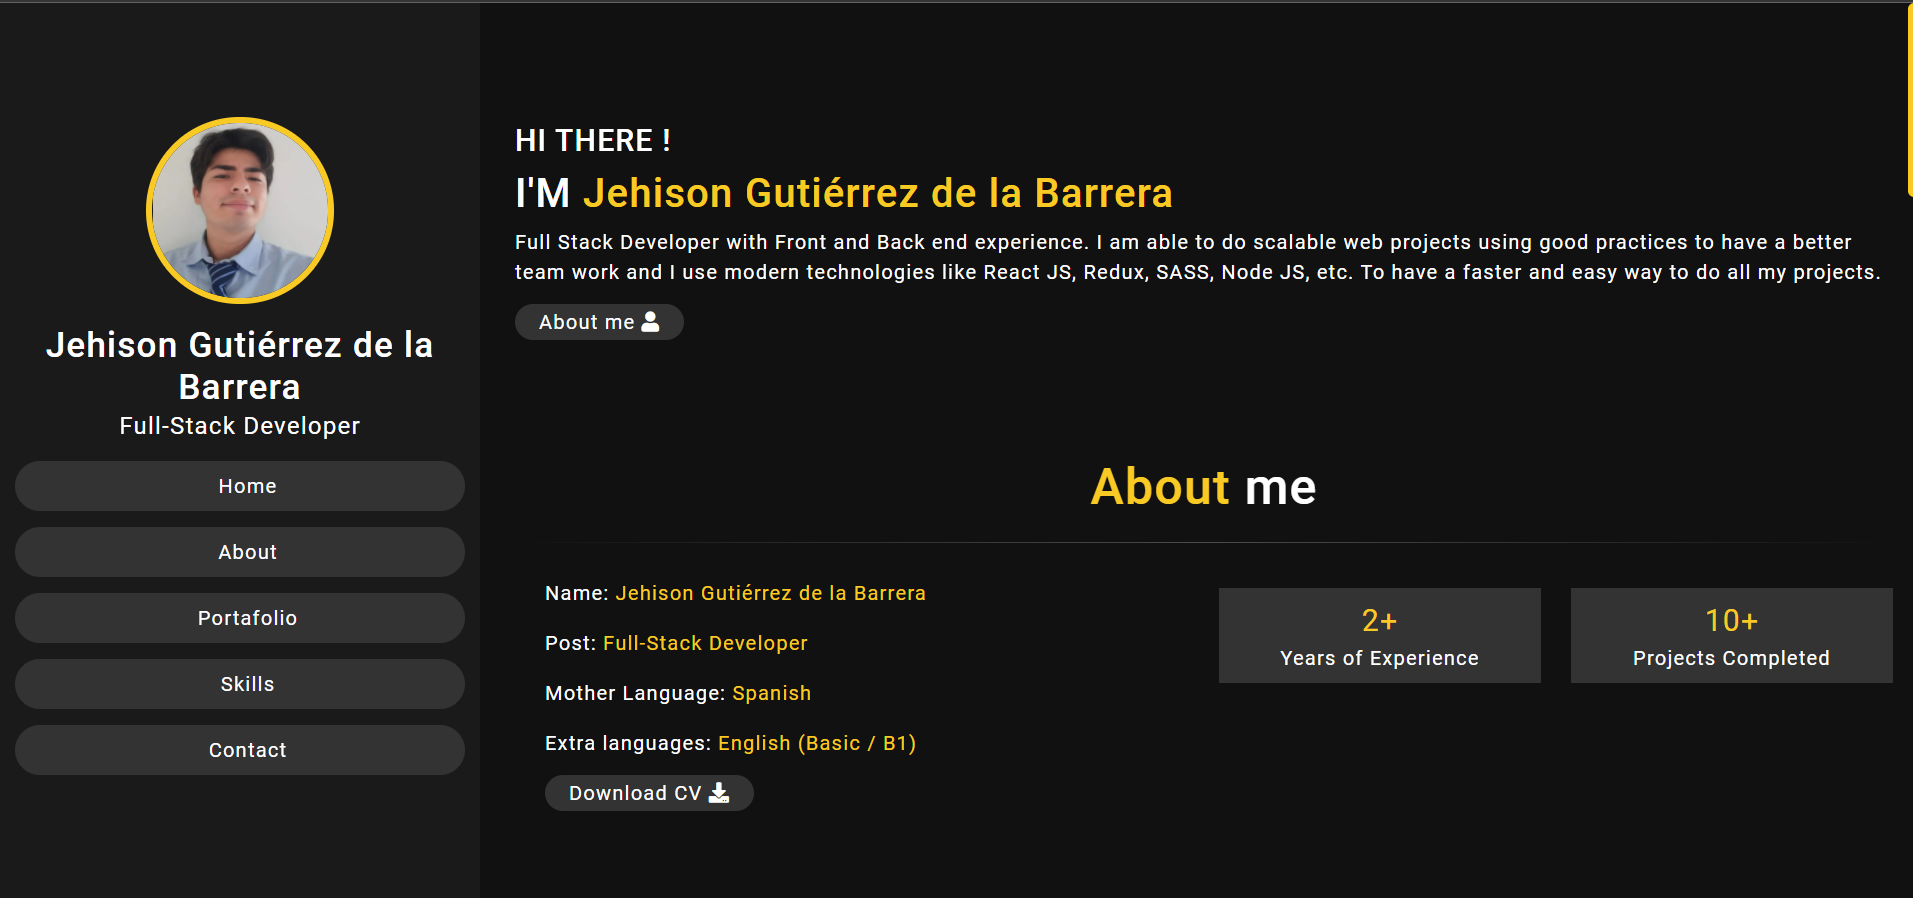 Jehison Gutiérrez de la
Barrera
Full-Stack Developer
Home
About
Portafolio
Skills
Contact
HI THERE !
I'M Jehison Gutiérrez de la Barrera
Full Stack Developer with Front and Back end experience. I am able to do scalable web projects using good practices to have a better
team work and I use modern technologies like React JS, Redux, SASS, Node JS, etc. To have a faster and easy way to do all my projects.
About me
About me
Name: Jehison Gutiérrez de la Barrera
Post: Full-Stack Developer
Mother Language: Spanish
Extra languages: English (Basic / B1)
Download CV
2+
Years of Experience
10+
Projects Completed